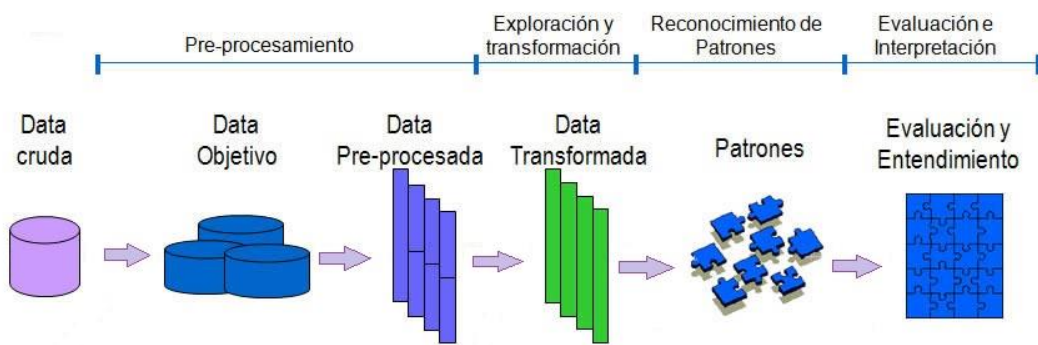 Pre-procesamiento
Exploración y
transformación
Reconocimiento de
Patrones
Evaluación e
Interpretación
Data
cruda
Data
Objetivo
Data
Pre-procesada
Data
Transformada
Patrones
Evaluación y
Entendimiento